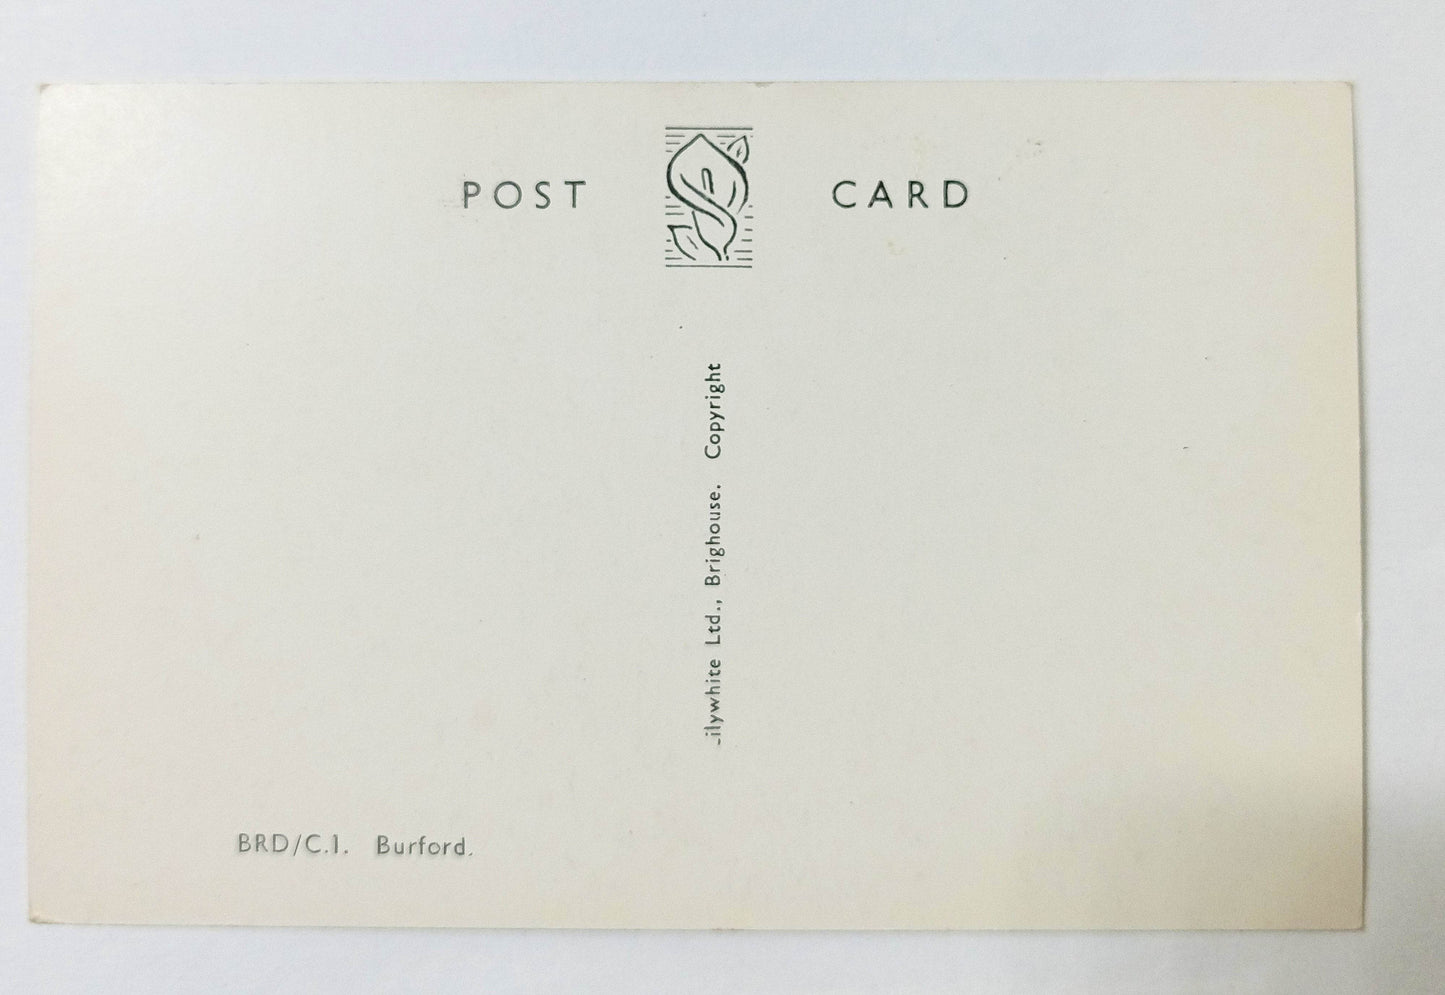 POST CARD
ilywhite Ltd., Brighouse. Copyright
BRD/C.1. Burford.